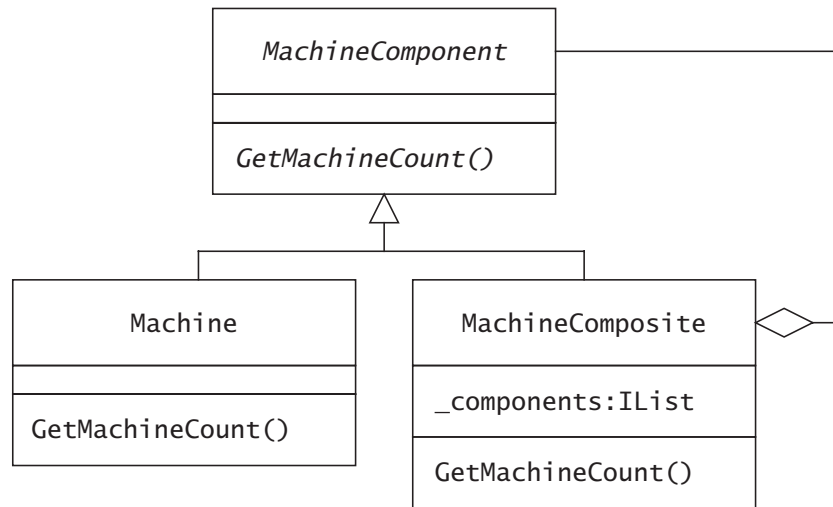 MachineComponent
GetMachineCount()
Machine
GetMachineCount()
MachineComposite
_components:IList
GetMachineCount()